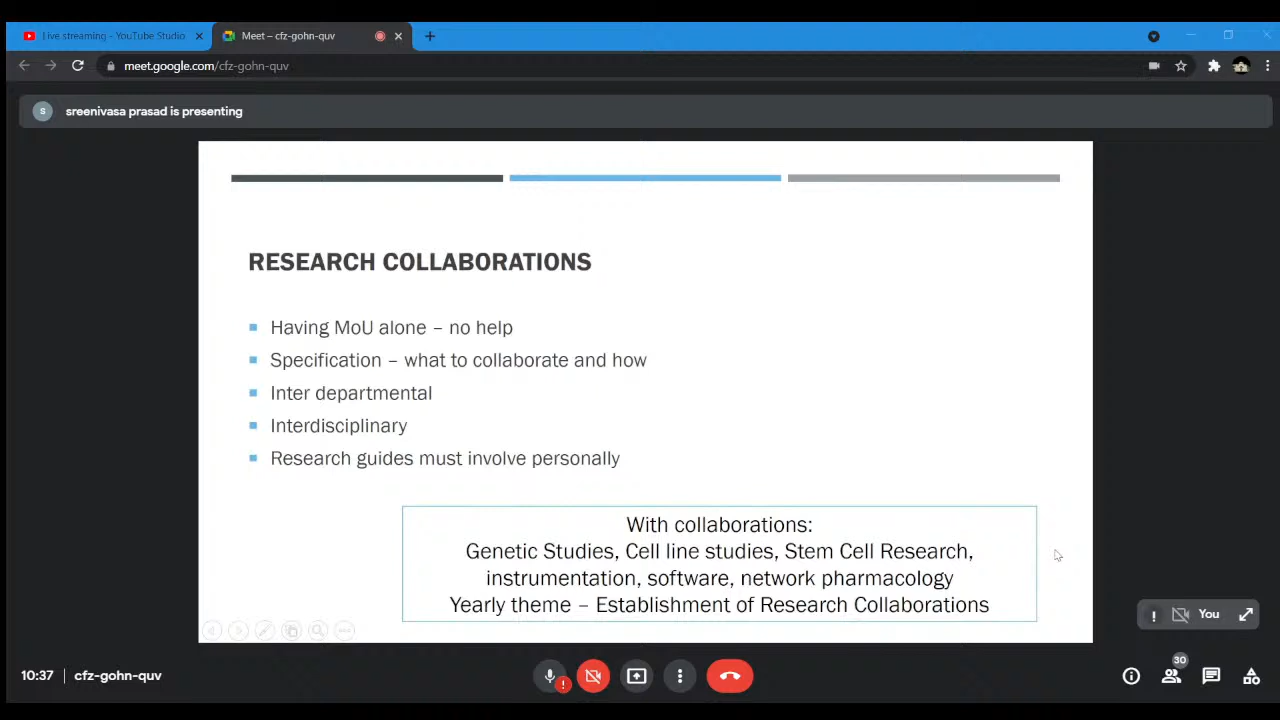 Live streaming - YouTube Studio
Meet – cfz-gohn-quv
meet.google.com/cfz-gohn-quv
s
sreenivasa prasad is presenting
RESEARCH COLLABORATIONS
Having MoU alone – no help
Specification – what to collaborate and how
Inter departmental
Interdisciplinary
Research guides must involve personally
With collaborations:
Genetic Studies, Cell line studies, Stem Cell Research,
instrumentation, software, network pharmacology
Yearly theme – Establishment of Research Collaborations
You
10:37 | cfz-gohn-quv
30